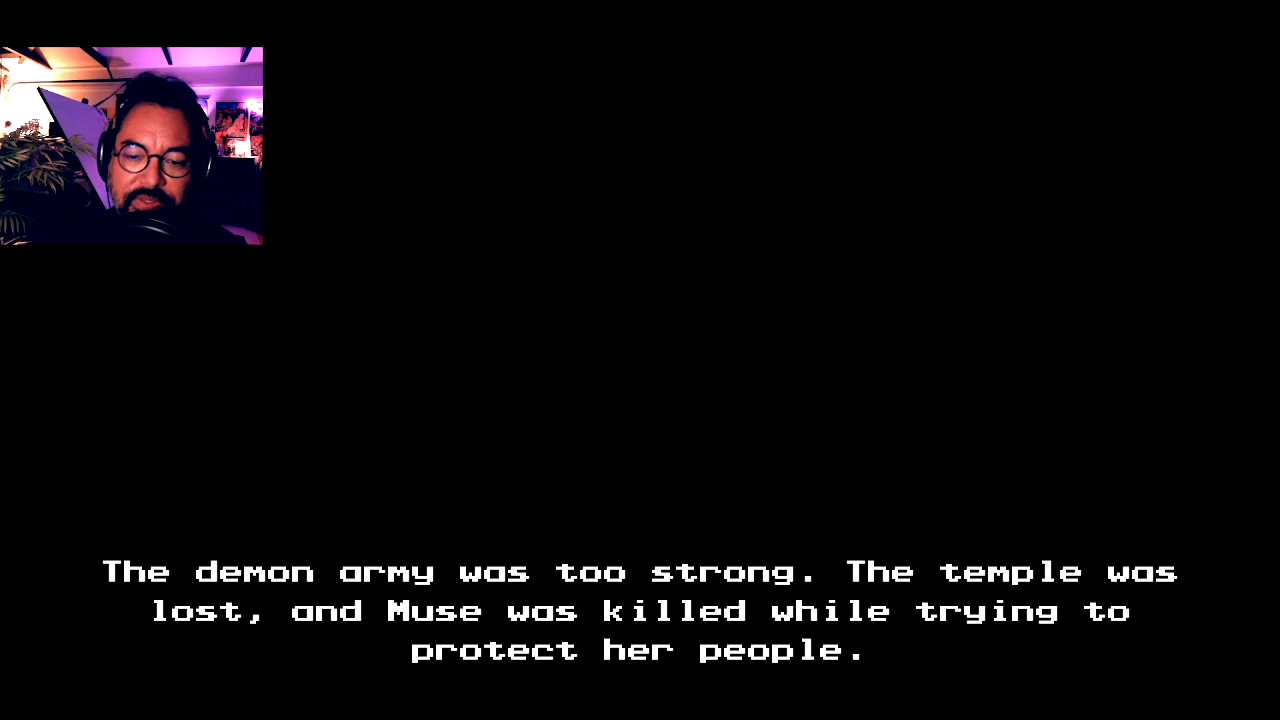 The demon army was too strong. The temple was
lost, and Muse was killed while trying to
protect her people.